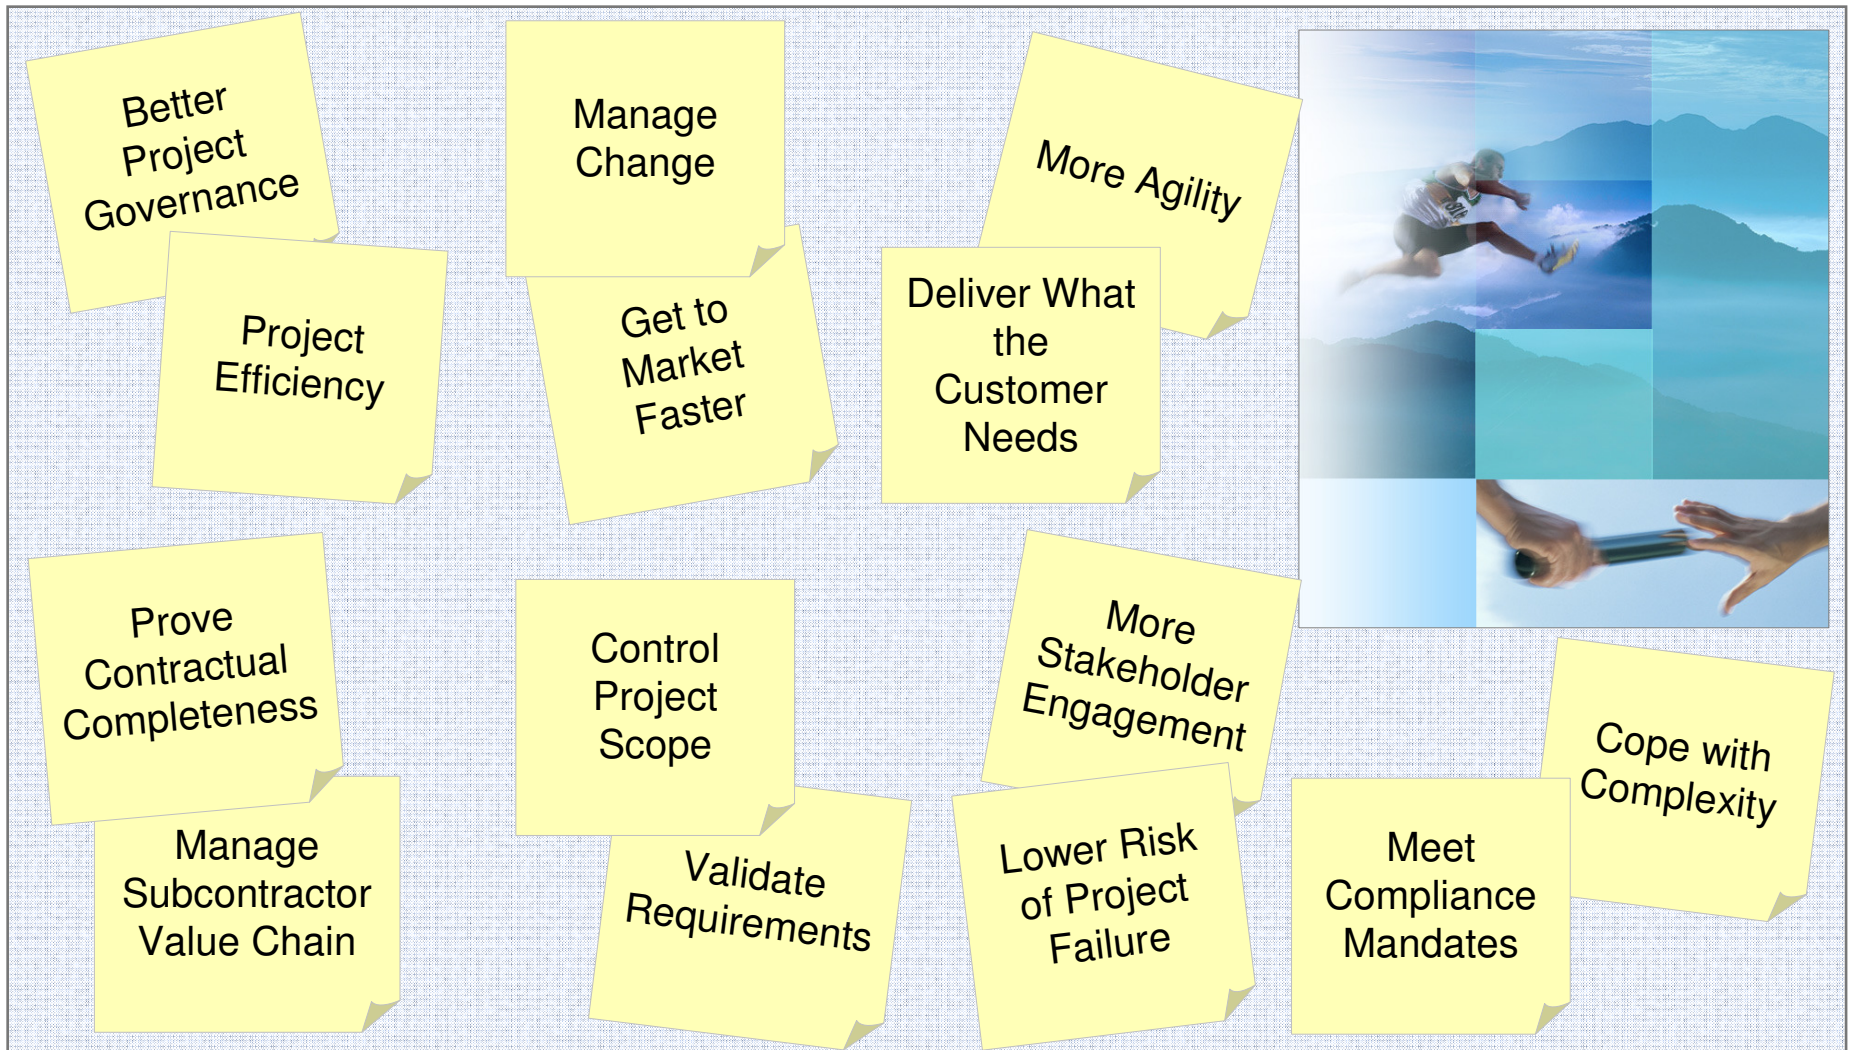 Better
Project
Governance
Project
Efficiency
Manage
Change
Get to
Market
Faster
More Agility
Deliver What
the
Customer
Needs
Prove
Contractual
Completeness
Manage
Subcontractor
Value Chain
Control
Project
Scope
Validate
Requirements
More
Stakeholder
Engagement
Lower Risk
of Project
Failure
Meet
Compliance
Mandates
Cope with
Complexity